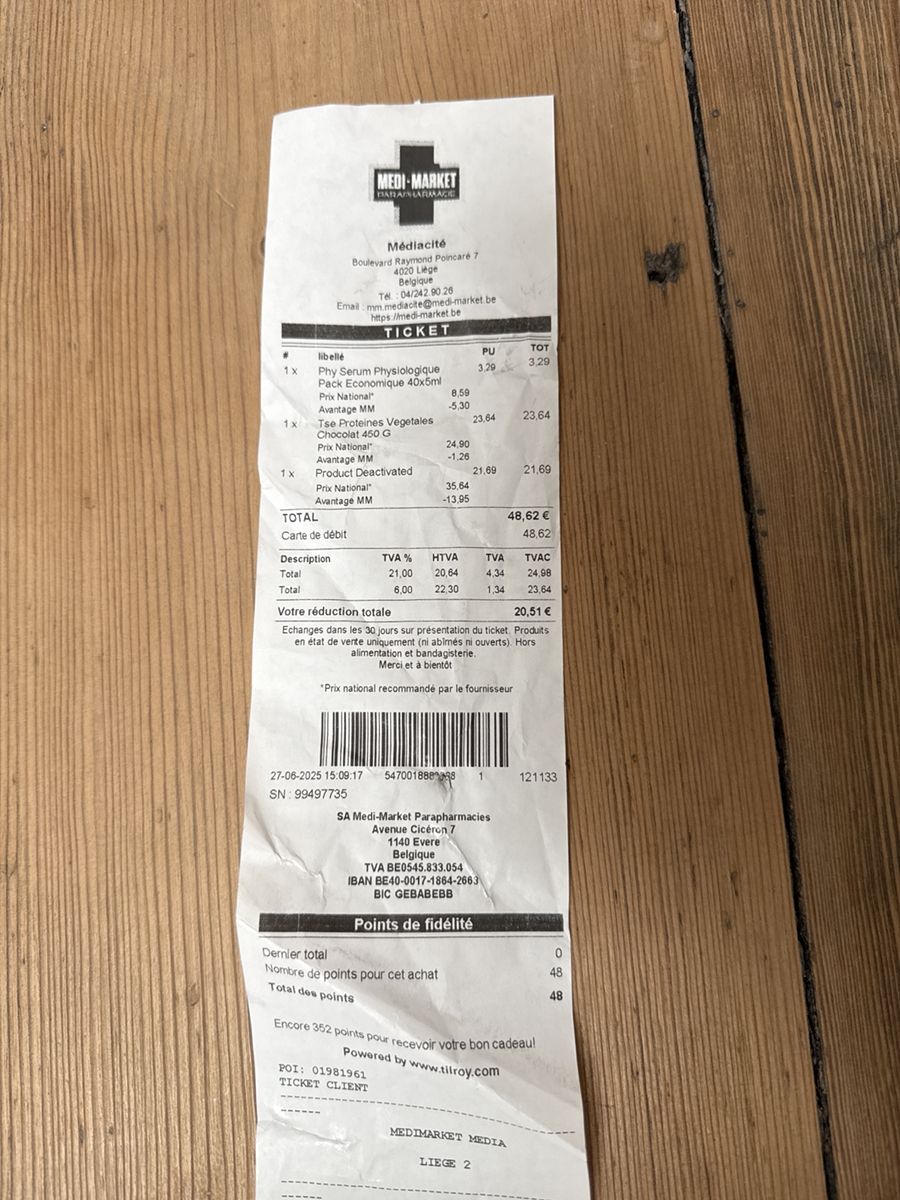 MEDI-MARKET
PARAPHARMACIE
Médiacité
Boulevard Raymond Poincaré 7
4020 Liège
Belgique
Tél. : 04/242.90.26
Email : mm.mediacite@medi-market.be
https://medi-market.be
TICKET
# libellé PU TOT
1 x Phy Serum Physiologique 3,29 3,29
Pack Economique 40x5ml
Prix National* 8,59
Avantage MM -5,30
1 x Tse Proteines Vegetales 23,64 23,64
Chocolat 450 G
Prix National* 24,90
Avantage MM -1,26
1 x Product Deactivated 21,69 21,69
Prix National* 35,64
Avantage MM -13,95
TOTAL 48,62 €
Carte de débit 48,62
Description TVA % HTVA TVA TVAC
Total 21,00 20,64 4,34 24,98
Total 6,00 22,30 1,34 23,64
Votre réduction totale 20,51 €
Echanges dans les 30 jours sur présentation du ticket. Produits
en état de vente uniquement (ni abîmés ni ouverts). Hors
alimentation et bandagisterie.
Merci et à bientôt
*Prix national recommandé par le fournisseur
27-06-2025 15:09:17 1 121133
SN : 99497735
SA Medi-Market Parapharmacies
Avenue Cicéron 7
1140 Evere
Belgique
TVA BE0545.833.054
IBAN BE40-0017-1864-2663
BIC GEBABEBB
Points de fidélité
Dernier total 0
Nombre de points pour cet achat 48
Total des points 48
Encore 352 points pour recevoir votre bon cadeau!
Powered by www.tilroy.com
POI: 01981961
TICKET CLIENT
MEDIMARKET MEDIA
LIEGE 2